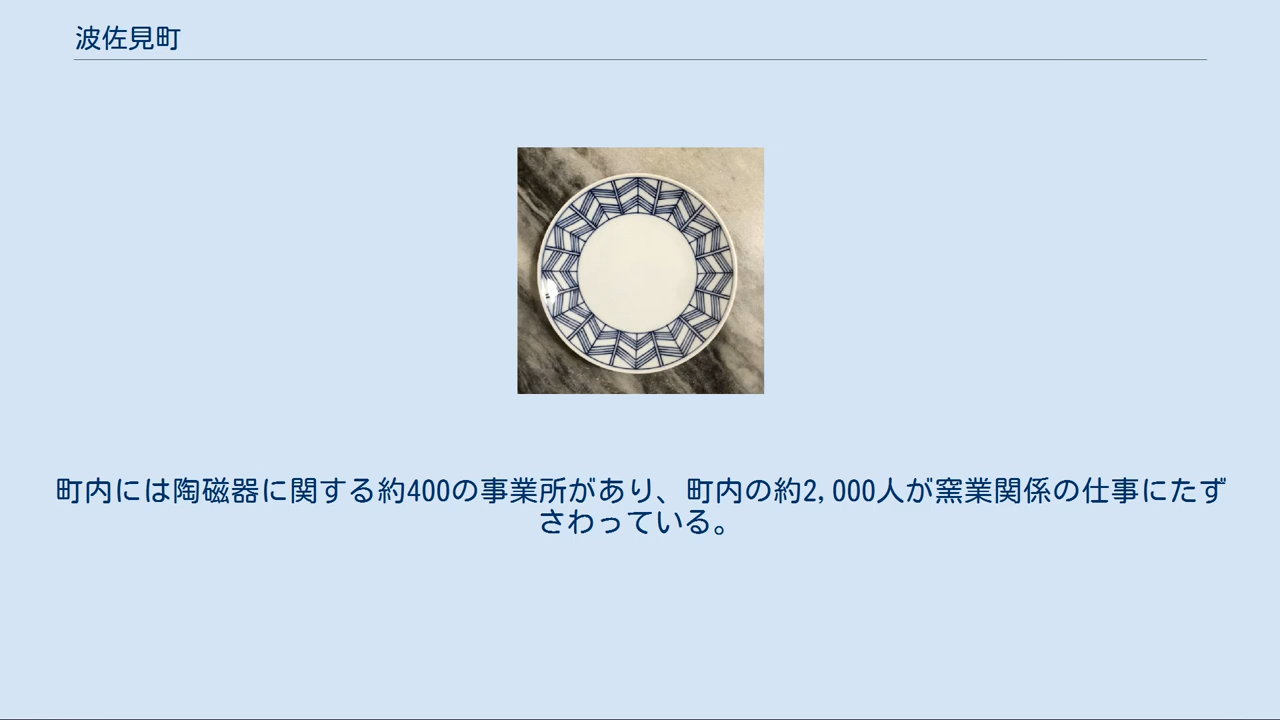 波佐見町
町内には陶磁器に関する約400の事業所があり、町内の約2,000人が窯業関係の仕事にたず
さわっている。